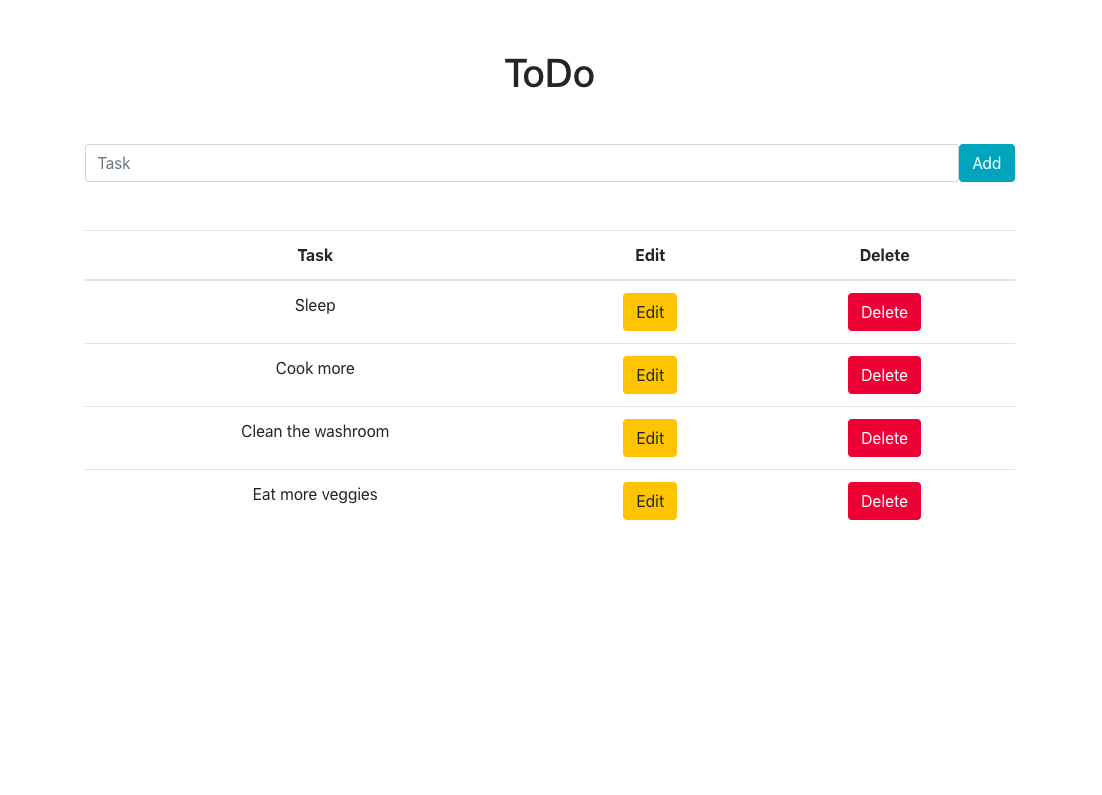 ToDo
Task Add
Task Edit Delete
Sleep Edit Delete
Cook more Edit Delete
Clean the washroom Edit Delete
Eat more veggies Edit Delete